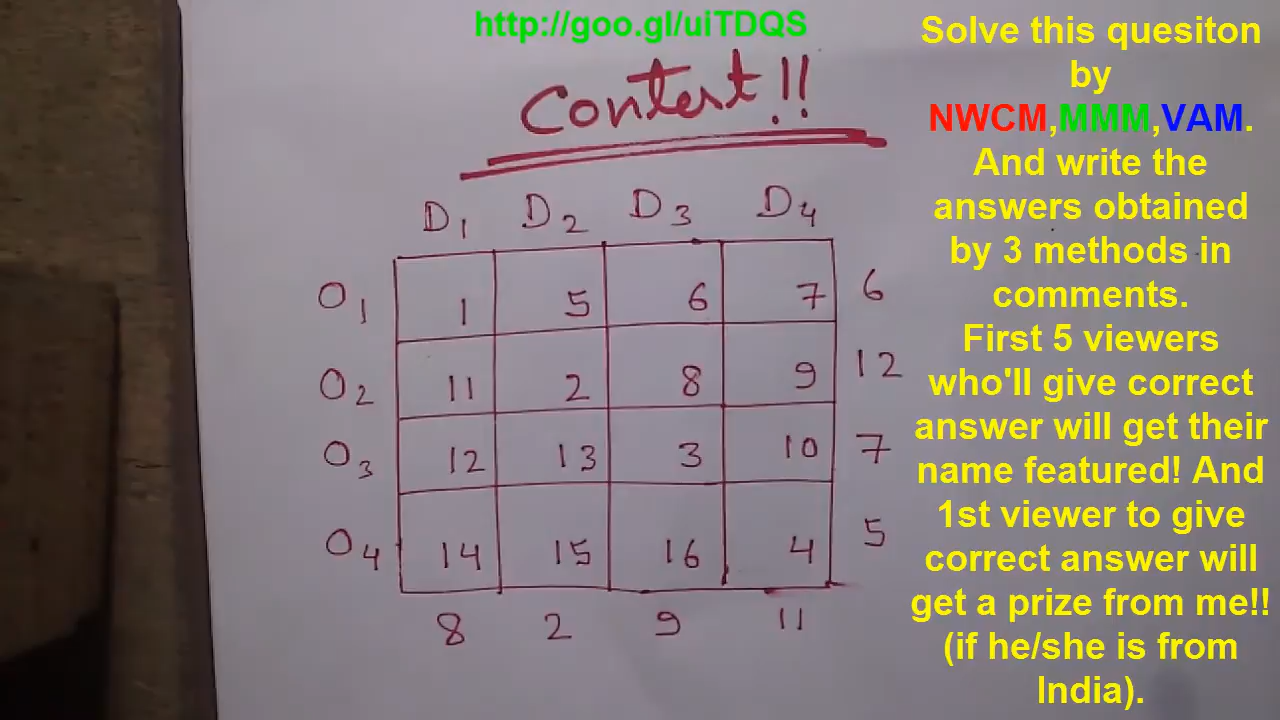 http://goo.gl/uiTDQS
Contest!!
D1 D2 D3 D4
O1 1 5 6 7 6
O2 11 2 8 9 12
O3 12 13 3 10 7
O4 14 15 16 4 5
8 2 9 11
Solve this quesiton
by
NWCM,MMM,VAM.
And write the
answers obtained
by 3 methods in
comments.
First 5 viewers
who'll give correct
answer will get their
name featured! And
1st viewer to give
correct answer will
get a prize from me!!
(if he/she is from
India).